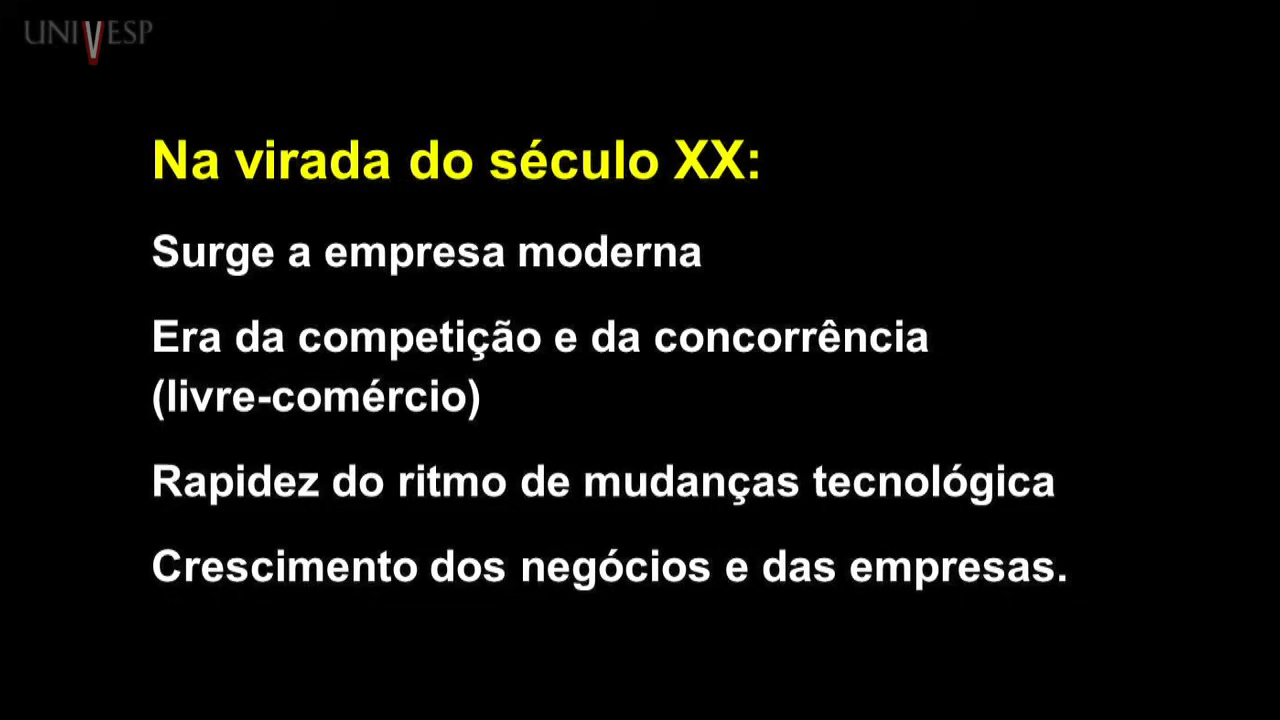 UNIVESP
Na virada do século XX:
Surge a empresa moderna
Era da competição e da concorrência
(livre-comércio)
Rapidez do ritmo de mudanças tecnológica
Crescimento dos negócios e das empresas.